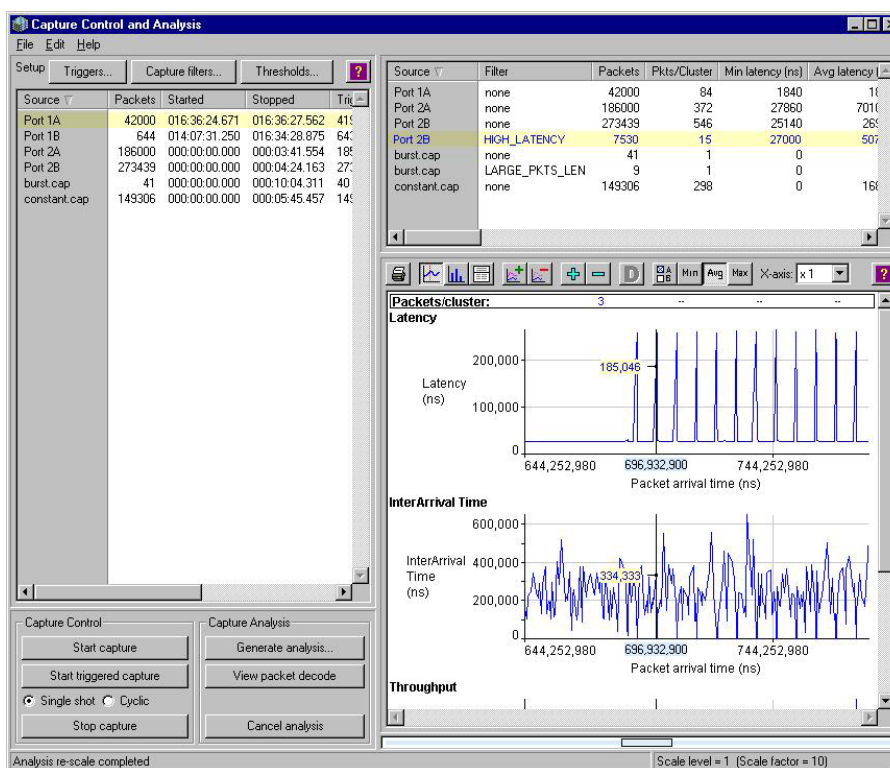 Capture Control and Analysis
File Edit Help
Setup Triggers... Capture filters... Thresholds... ?
Source Packets Started Stopped
Port 1A 42000 016:36:24.671 016:36:27.562
Port 1B 644 014:07:31.250 016:34:28.875
Port 2A 186000 000:00:00.000 000:03:41.554
Port 2B 273439 000:00:00.000 000:04:24.163
burst.cap 41 000:00:00.000 000:10:04.311 40
constant.cap 149306 000:00:00.000 000:05:45.457
Capture Control
Start capture
Start triggered capture
Single shot Cyclic
Stop capture
Capture Analysis
Generate analysis...
View packet decode
Cancel analysis
Source Filter Packets Pkts/Cluster Min latency (ns) Avg latency
Port 1A none 42000 84 1840
Port 2A none 186000 372 27860
Port 2B none 273439 546 25140
Port 2B HIGH_LATENCY 7530 15 27000
burst.cap none 41 1 0
burst.cap LARGE_PKTS_LEN 9 1 0
constant.cap none 149306 298 0
D A B Min Avg Max X-axis: x 1 ?
Packets/cluster: 3 -- -- --
Latency
200,000
185,046
Latency
(ns)
100,000
0
644,252,980 696,932,900 744,252,980
Packet arrival time (ns)
InterArrival Time
600,000
InterArrival 400,000
Time 334,333
(ns)
200,000
0
644,252,980 696,932,900 744,252,980
Packet arrival time (ns)
Throughput
Analysis re-scale completed
Scale level = 1 (Scale factor = 10)